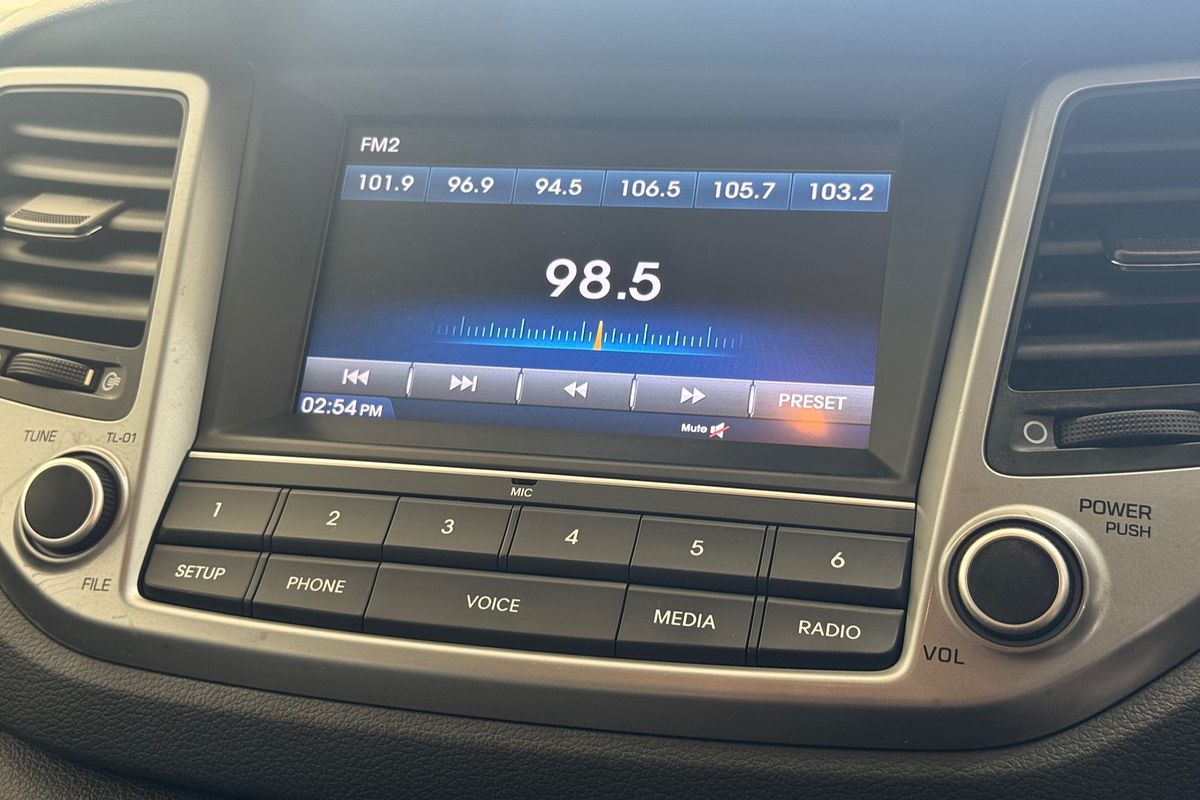 FM2
101.9 96.9 94.5 106.5 105.7 103.2
98.5
PRESET
02:54 PM
Mute
TUNE TL-01
FILE
MIC
1 2 3 4 5 6
SETUP PHONE VOICE MEDIA RADIO
POWER
PUSH
VOL